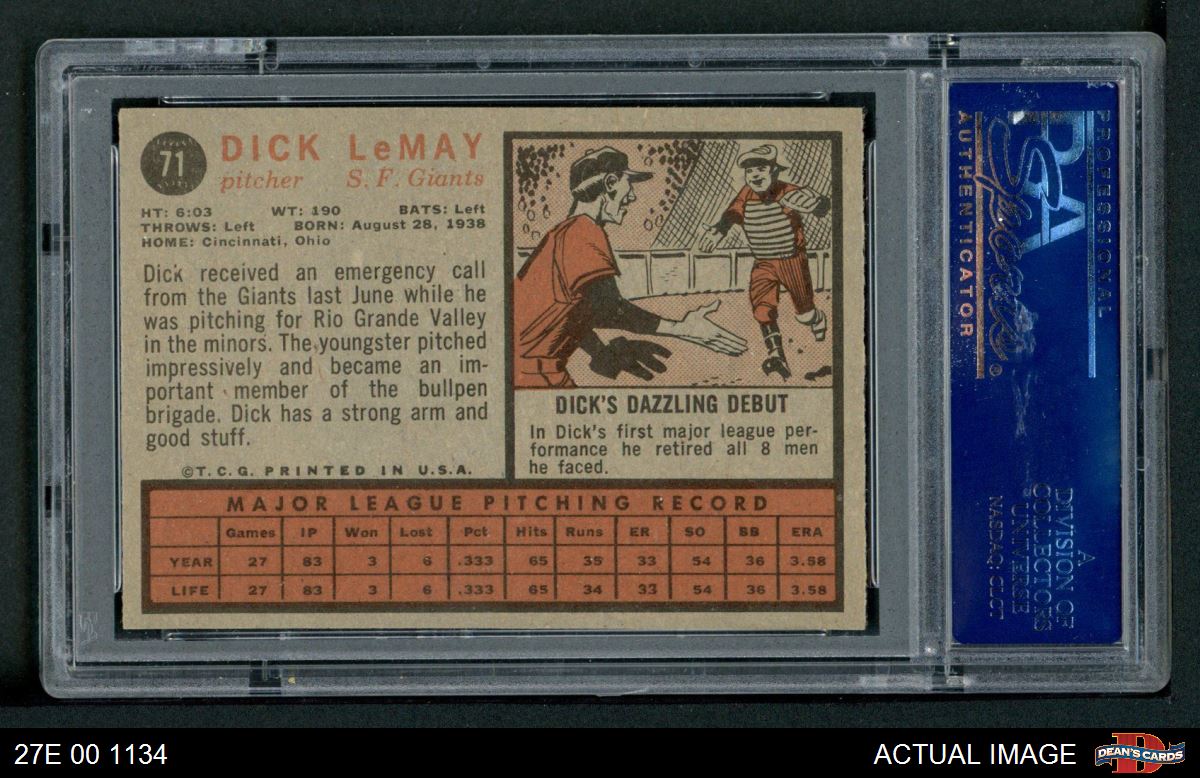 71
DICK LeMAY
pitcher S. F. Giants
HT: 6:03 WT: 190 BATS: Left
THROWS: Left BORN: August 28, 1938
HOME: Cincinnati, Ohio
Dick received an emergency call
from the Giants last June while he
was pitching for Rio Grande Valley
in the minors. The youngster pitched
impressively and became an im-
portant member of the bullpen
brigade. Dick has a strong arm and
good stuff.
©T.C.G. PRINTED IN U.S.A.
DICK'S DAZZLING DEBUT
In Dick's first major league per-
formance he retired all 8 men
he faced.
MAJOR LEAGUE PITCHING RECORD
Games IP Won Lost Pct Hits Runs ER SO BB ERA
YEAR 27 83 3 6 .333 65 35 33 54 36 3.58
LIFE 27 83 3 6 .333 65 34 33 54 36 3.58
PROFESSIONAL
PSA
Sports
AUTHENTICATOR
®
A
DIVISION OF
COLLECTORS
UNIVERSE
NASDAQ: CLCT
27E 00 1134
ACTUAL IMAGE
DEAN'S CARDS